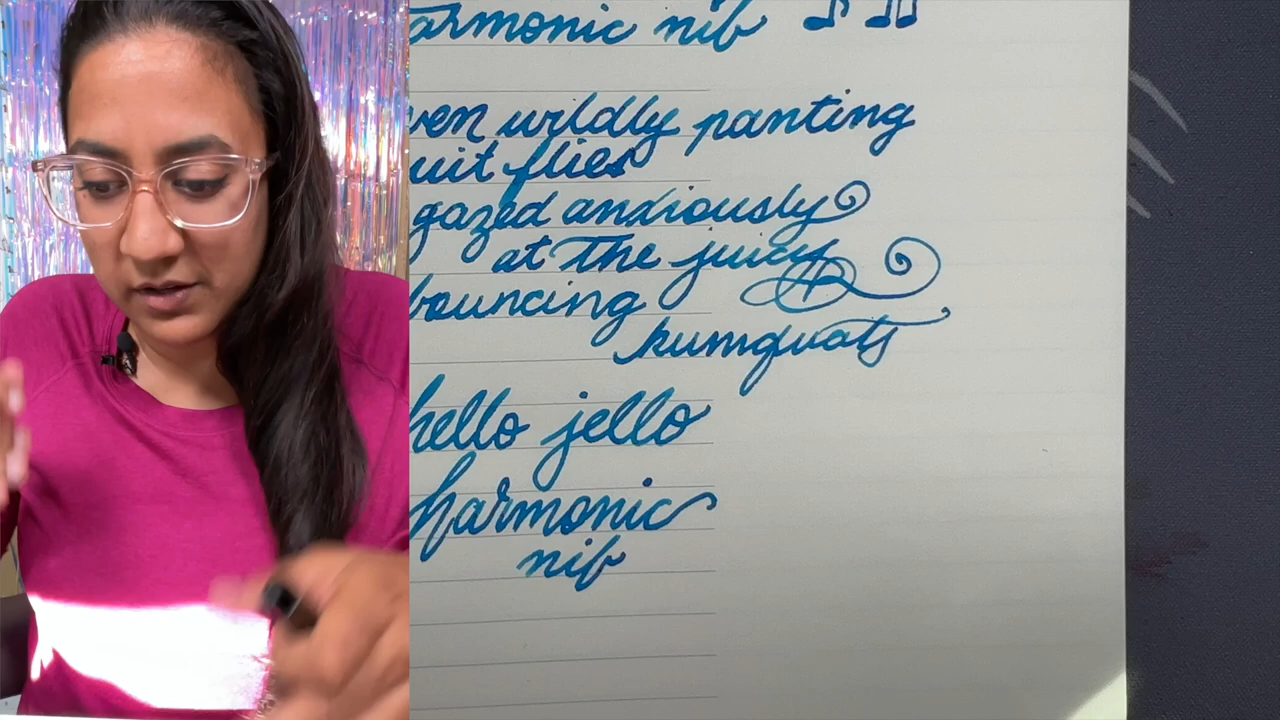 armonic nib
ven wildly panting
uit flies
gazed anxiously
at the juicy
bouncing
kumquats
hello jello
harmonic
nib